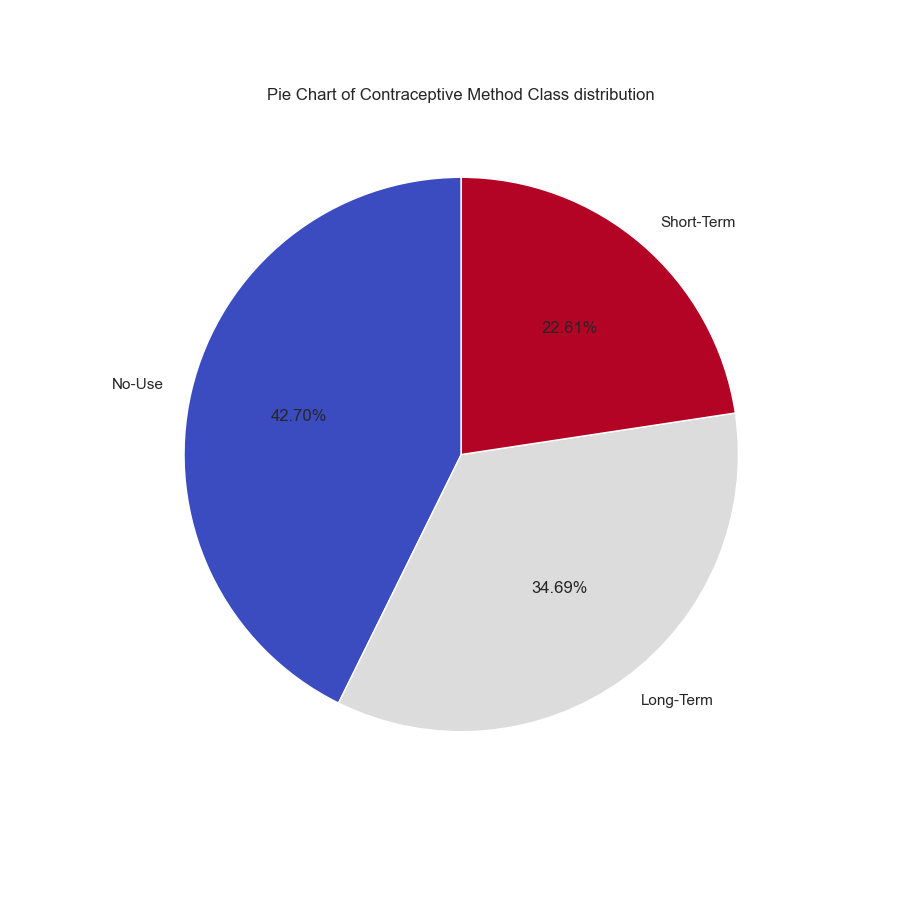 Pie Chart of Contraceptive Method Class distribution
Short-Term
22.61%
No-Use
42.70%
34.69%
Long-Term